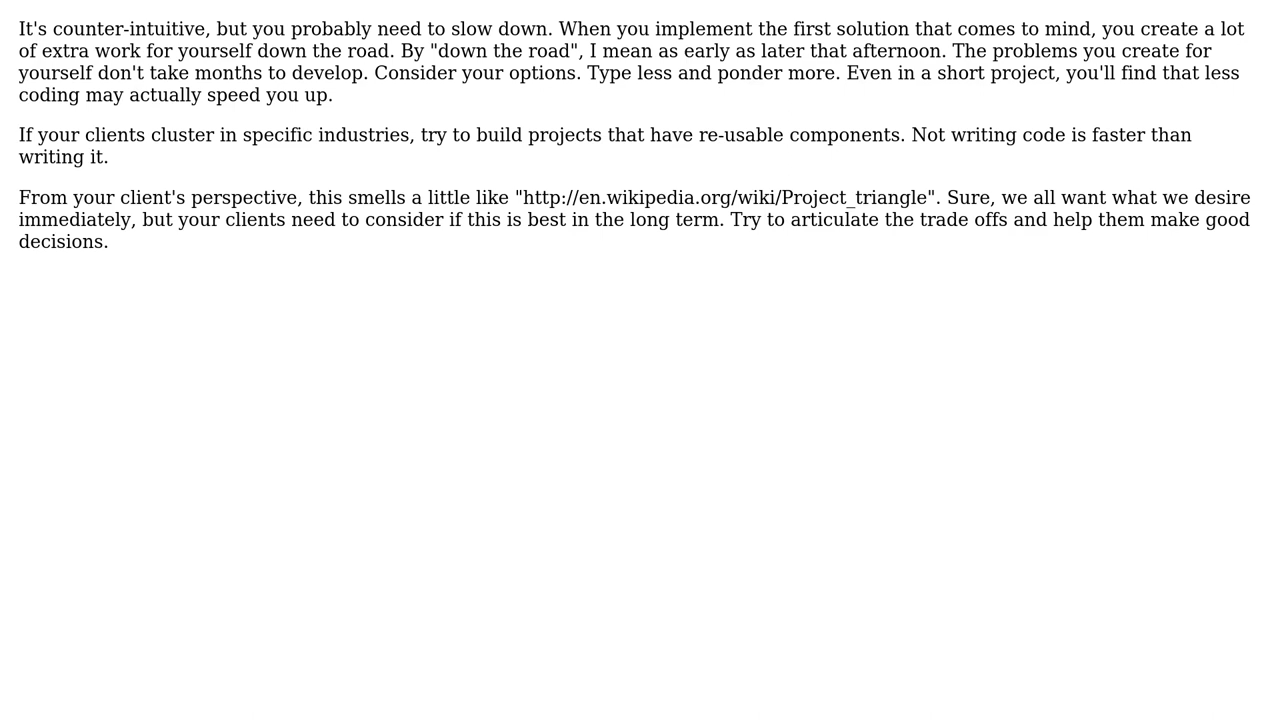 It's counter-intuitive, but you probably need to slow down. When you implement the first solution that comes to mind, you create a lot
of extra work for yourself down the road. By "down the road", I mean as early as later that afternoon. The problems you create for
yourself don't take months to develop. Consider your options. Type less and ponder more. Even in a short project, you'll find that less
coding may actually speed you up.
If your clients cluster in specific industries, try to build projects that have re-usable components. Not writing code is faster than
writing it.
From your client's perspective, this smells a little like "http://en.wikipedia.org/wiki/Project_triangle". Sure, we all want what we desire
immediately, but your clients need to consider if this is best in the long term. Try to articulate the trade offs and help them make good
decisions.